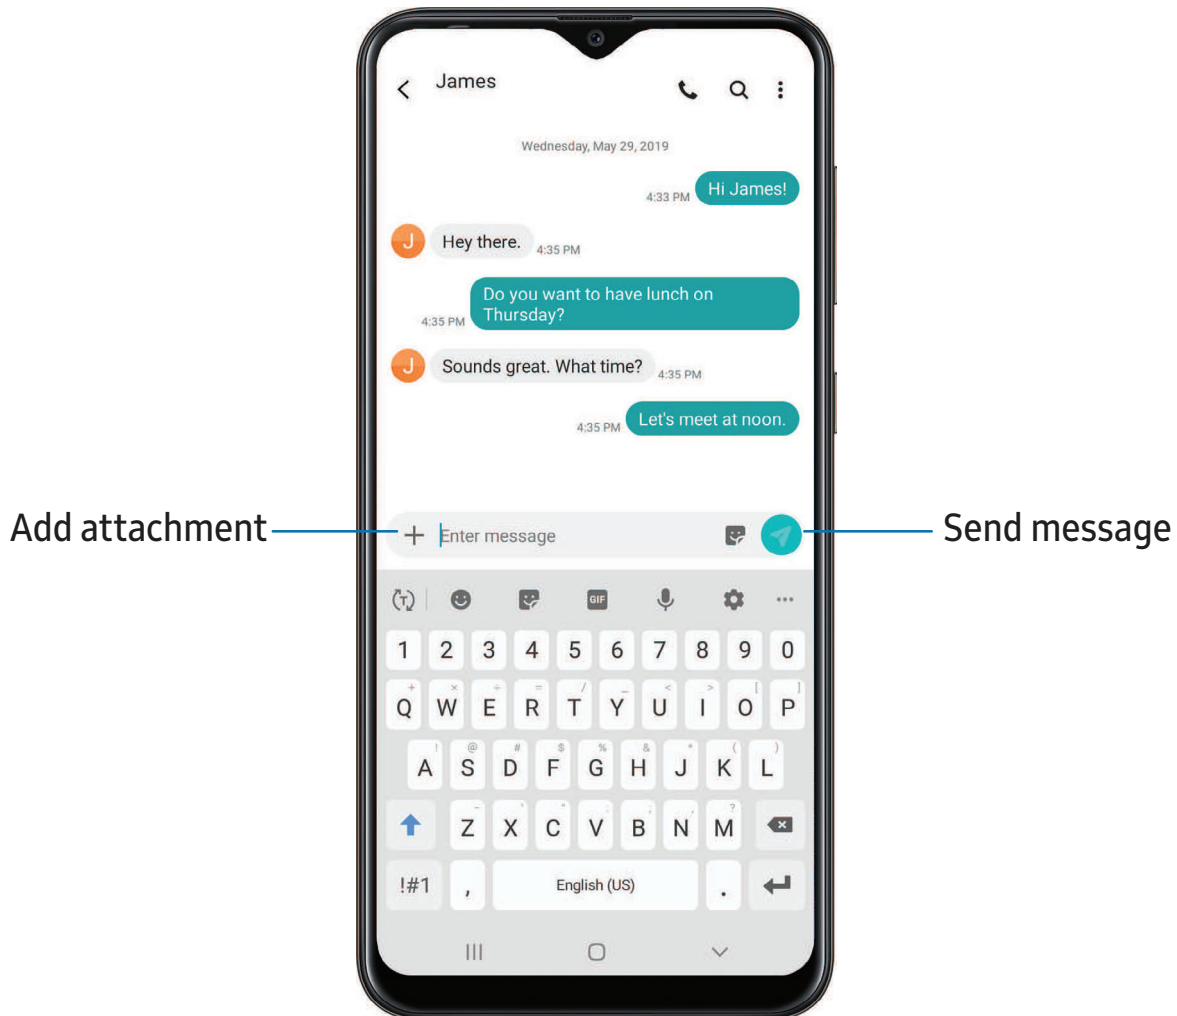 James
Wednesday, May 29, 2019
4:33 PM Hi James!
J Hey there. 4:35 PM
Do you want to have lunch on
4:35 PM Thursday?
J Sounds great. What time? 4:35 PM
4:35 PM Let's meet at noon.
Add attachment
+ Enter message
Send message
T GIF
1 2 3 4 5 6 7 8 9 0
+ × ÷ = / _ < > [ ]
Q W E R T Y U I O P
! @ # $ % & * ( )
A S D F G H J K L
- ' " : ; , ?
Z X C V B N M
!#1 , English (US) .